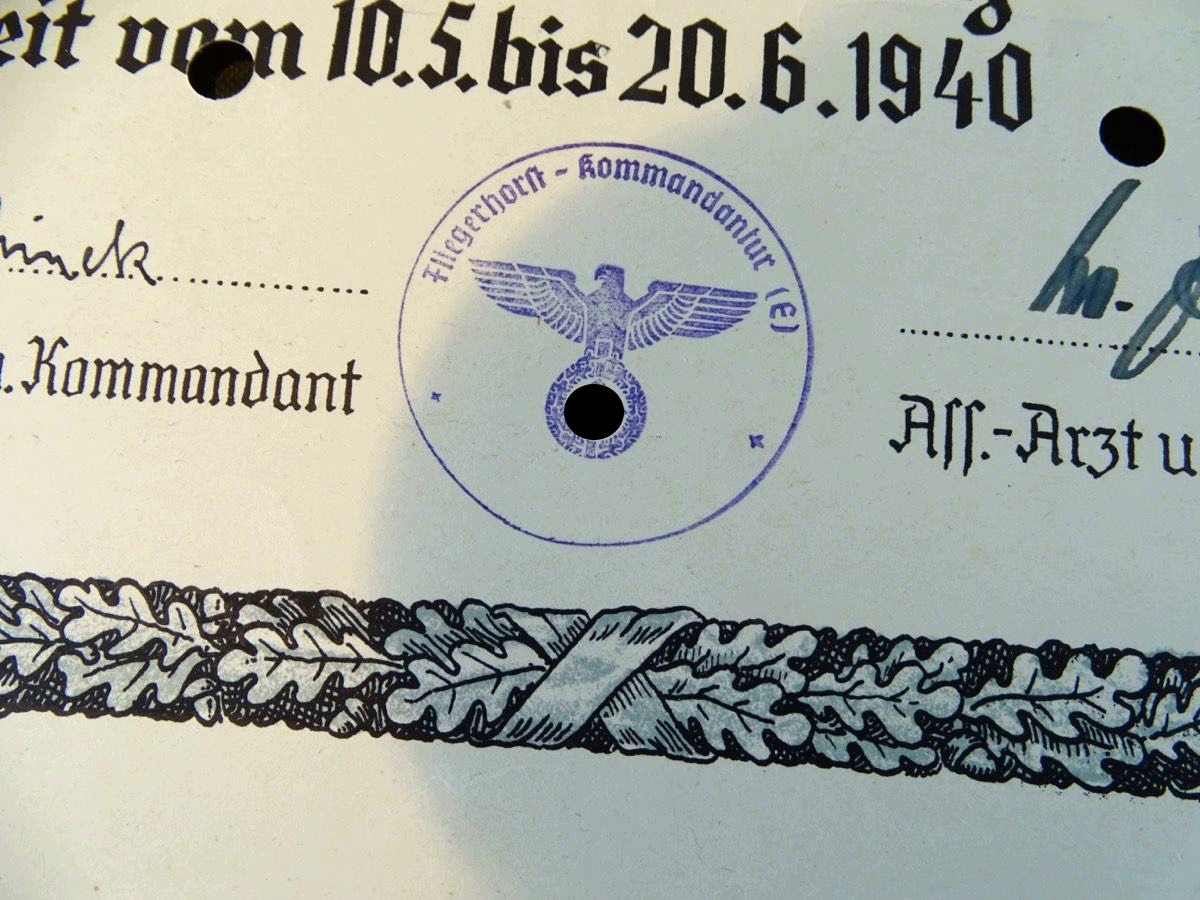 eit vom 10.5. bis 20.6.1940
Fliegerhorst - Kommandantur (E)
. Kommandant
Ass.-Arzt u